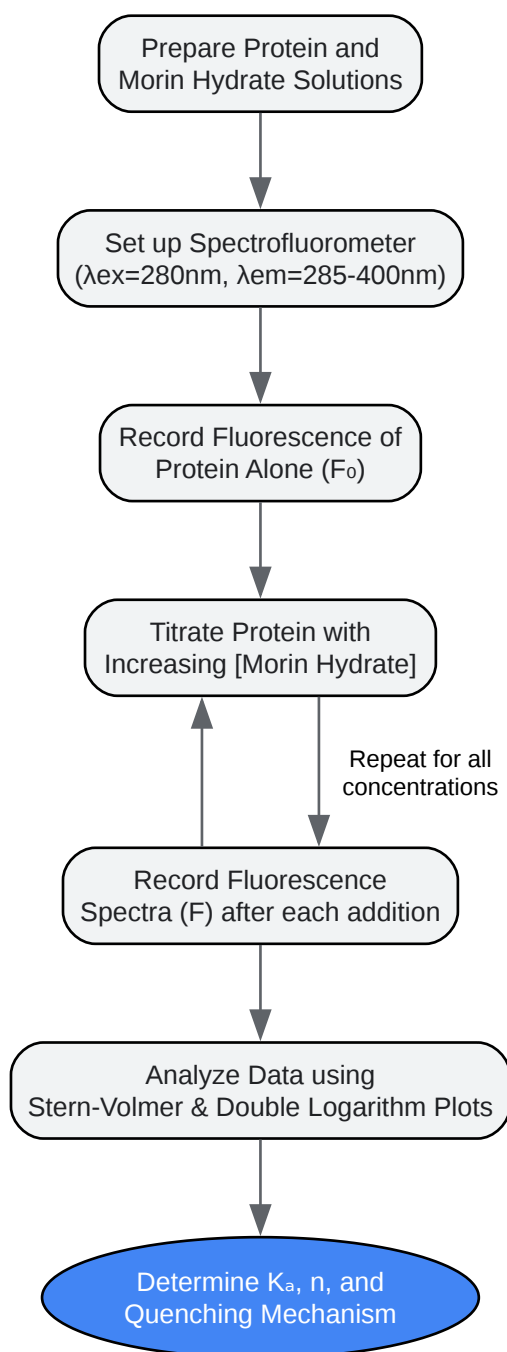 Prepare Protein and
Morin Hydrate Solutions
Set up Spectrofluorometer
(λex=280nm, λem=285-400nm)
Record Fluorescence of
Protein Alone (F₀)
Titrate Protein with
Increasing [Morin Hydrate]
Repeat for all
concentrations
Record Fluorescence
Spectra (F) after each addition
Analyze Data using
Stern-Volmer & Double Logarithm Plots
Determine Kₐ, n, and
Quenching Mechanism